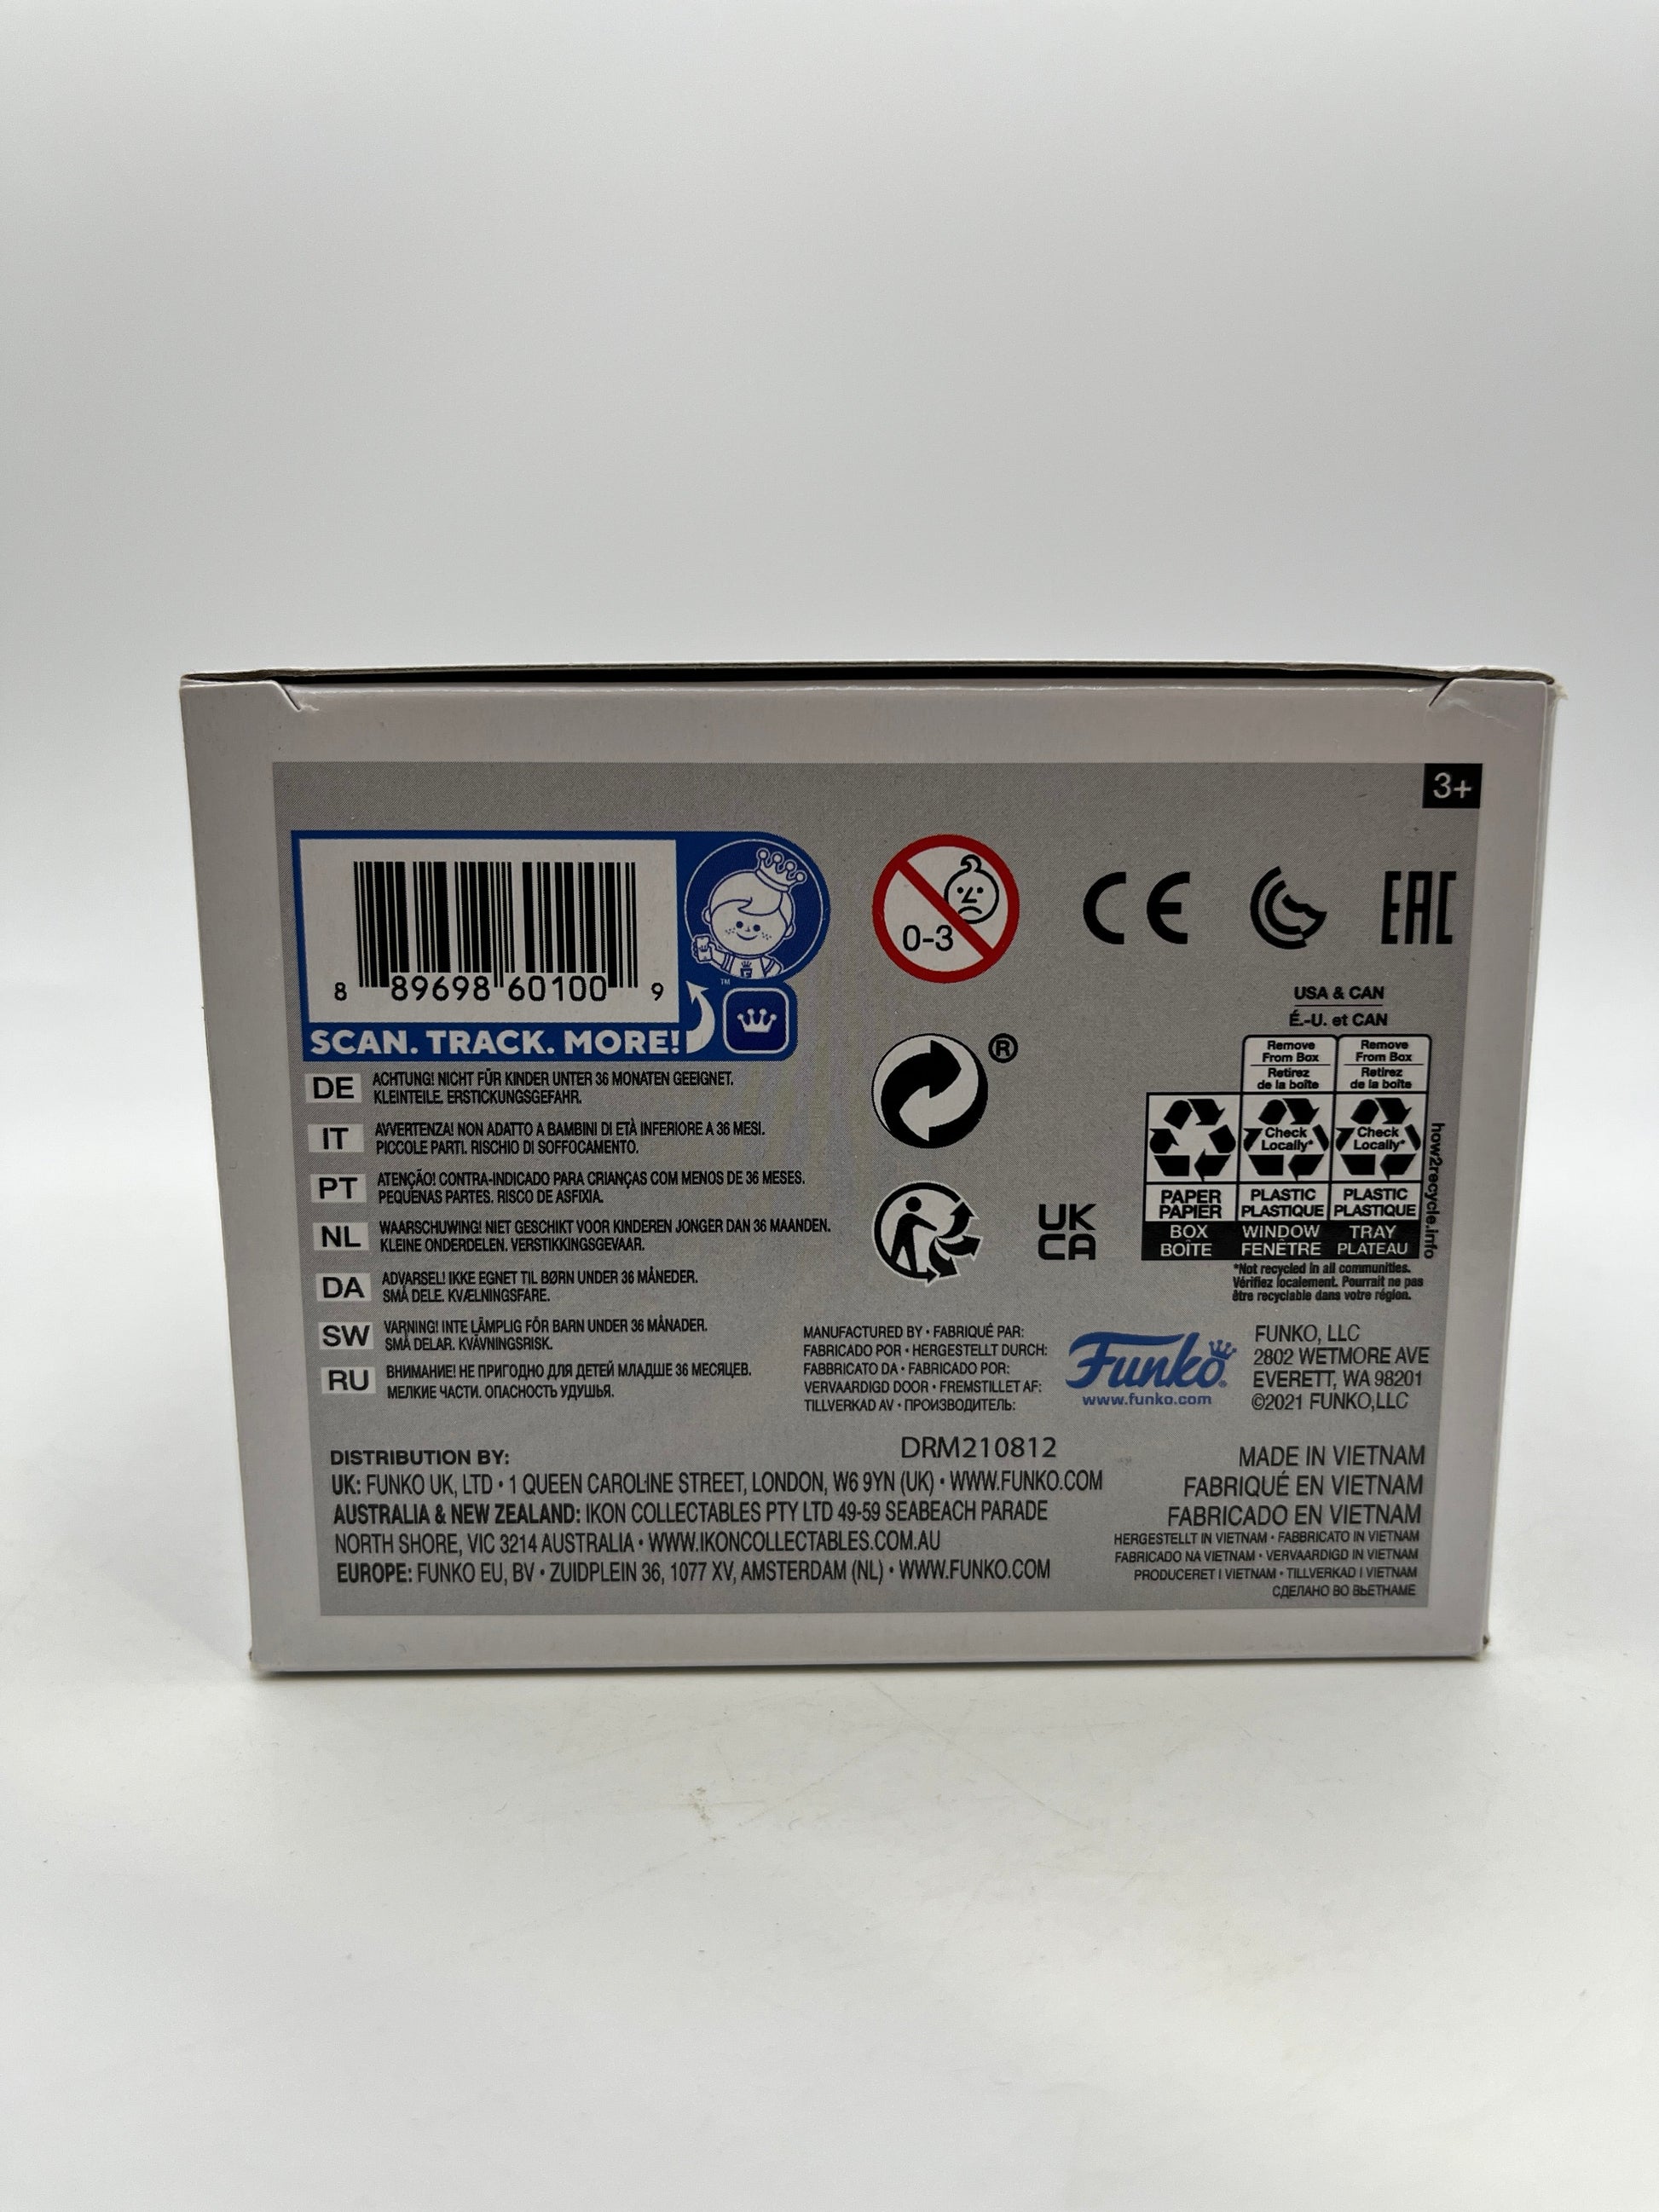 3+
8 89698 60100 9
™
SCAN. TRACK. MORE!
0-3
CE
EAC
DE ACHTUNG! NICHT FÜR KINDER UNTER 36 MONATEN GEEIGNET.
KLEINTEILE. ERSTICKUNGSGEFAHR.
IT AVVERTENZA! NON ADATTO A BAMBINI DI ETÀ INFERIORE A 36 MESI.
PICCOLE PARTI. RISCHIO DI SOFFOCAMENTO.
PT ATENÇÃO! CONTRA-INDICADO PARA CRIANÇAS COM MENOS DE 36 MESES.
PEQUENAS PARTES. RISCO DE ASFIXIA.
NL WAARSCHUWING! NIET GESCHIKT VOOR KINDEREN JONGER DAN 36 MAANDEN.
KLEINE ONDERDELEN. VERSTIKKINGSGEVAAR.
DA ADVARSEL! IKKE EGNET TIL BØRN UNDER 36 MÅNEDER.
SMÅ DELE. KVÆLNINGSFARE.
SW VARNING! INTE LÄMPLIG FÖR BARN UNDER 36 MÅNADER.
SMÅ DELAR. KVÄVNINGSRISK.
RU ВНИМАНИЕ! НЕ ПРИГОДНО ДЛЯ ДЕТЕЙ МЛАДШЕ 36 МЕСЯЦЕВ.
МЕЛКИЕ ЧАСТИ. ОПАСНОСТЬ УДУШЬЯ.
®
UK
CA
USA & CAN
É.-U. et CAN
Remove From Box
Retirez de la boîte
Remove From Box
Retirez de la boîte
Check Locally*
Check Locally*
PAPER PAPIER
PLASTIC PLASTIQUE
PLASTIC PLASTIQUE
BOX BOÎTE
WINDOW FENÊTRE
TRAY PLATEAU
how2recycle.info
*Not recycled in all communities.
Vérifiez localement. Pourrait ne pas
être recyclable dans votre région.
MANUFACTURED BY • FABRIQUÉ PAR:
FABRICADO POR • HERGESTELLT DURCH:
FABBRICATO DA • FABRICADO POR:
VERVAARDIGD DOOR • FREMSTILLET AF:
TILLVERKAD AV • ПРОИЗВОДИТЕЛЬ:
Funko
www.funko.com
FUNKO, LLC
2802 WETMORE AVE
EVERETT, WA 98201
©2021 FUNKO,LLC
DRM210812
DISTRIBUTION BY:
UK: FUNKO UK, LTD • 1 QUEEN CAROLINE STREET, LONDON, W6 9YN (UK) • WWW.FUNKO.COM
AUSTRALIA & NEW ZEALAND: IKON COLLECTABLES PTY LTD 49-59 SEABEACH PARADE
NORTH SHORE, VIC 3214 AUSTRALIA • WWW.IKONCOLLECTABLES.COM.AU
EUROPE: FUNKO EU, BV • ZUIDPLEIN 36, 1077 XV, AMSTERDAM (NL) • WWW.FUNKO.COM
MADE IN VIETNAM
FABRIQUÉ EN VIETNAM
FABRICADO EN VIETNAM
HERGESTELLT IN VIETNAM • FABBRICATO IN VIETNAM
FABRICADO NA VIETNAM • VERVAARDIGD IN VIETNAM
PRODUCERET I VIETNAM • TILLVERKAD I VIETNAM
СДЕЛАНО ВО ВЬЕТНАМЕ